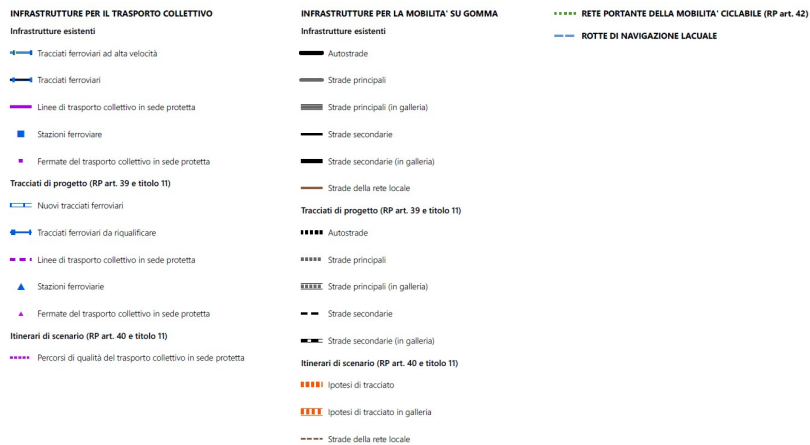 INFRASTRUTTURE PER IL TRASPORTO COLLETTIVO
Infrastrutture esistenti
Tracciati ferroviari ad alta velocità
Tracciati ferroviari
Linee di trasporto collettivo in sede protetta
Stazioni ferroviare
Fermate del trasporto collettivo in sede protetta
Tracciati di progetto (RP art. 39 e titolo 11)
Nuovi tracciati ferroviari
Tracciati ferroviari da riqualificare
Linee di trasporto collettivo in sede protetta
Stazioni ferroviarie
Fermate del trasporto collettivo in sede protetta
Itinerari di scenario (RP art. 40 e titolo 11)
Percorsi di qualità del trasporto collettivo in sede protetta
INFRASTRUTTURE PER LA MOBILITA' SU GOMMA
Infrastrutture esistenti
Autostrade
Strade principali
Strade principali (in galleria)
Strade secondarie
Strade secondarie (in galleria)
Strade della rete locale
Tracciati di progetto (RP art. 39 e titolo 11)
Autostrade
Strade principali
Strade principali (in galleria)
Strade secondarie
Strade secondarie (in galleria)
Itinerari di scenario (RP art. 40 e titolo 11)
Ipotesi di tracciato
Ipotesi di tracciato in galleria
Strade della rete locale
RETE PORTANTE DELLA MOBILITA' CICLABILE (RP art. 42)
ROTTE DI NAVIGAZIONE LACUALE